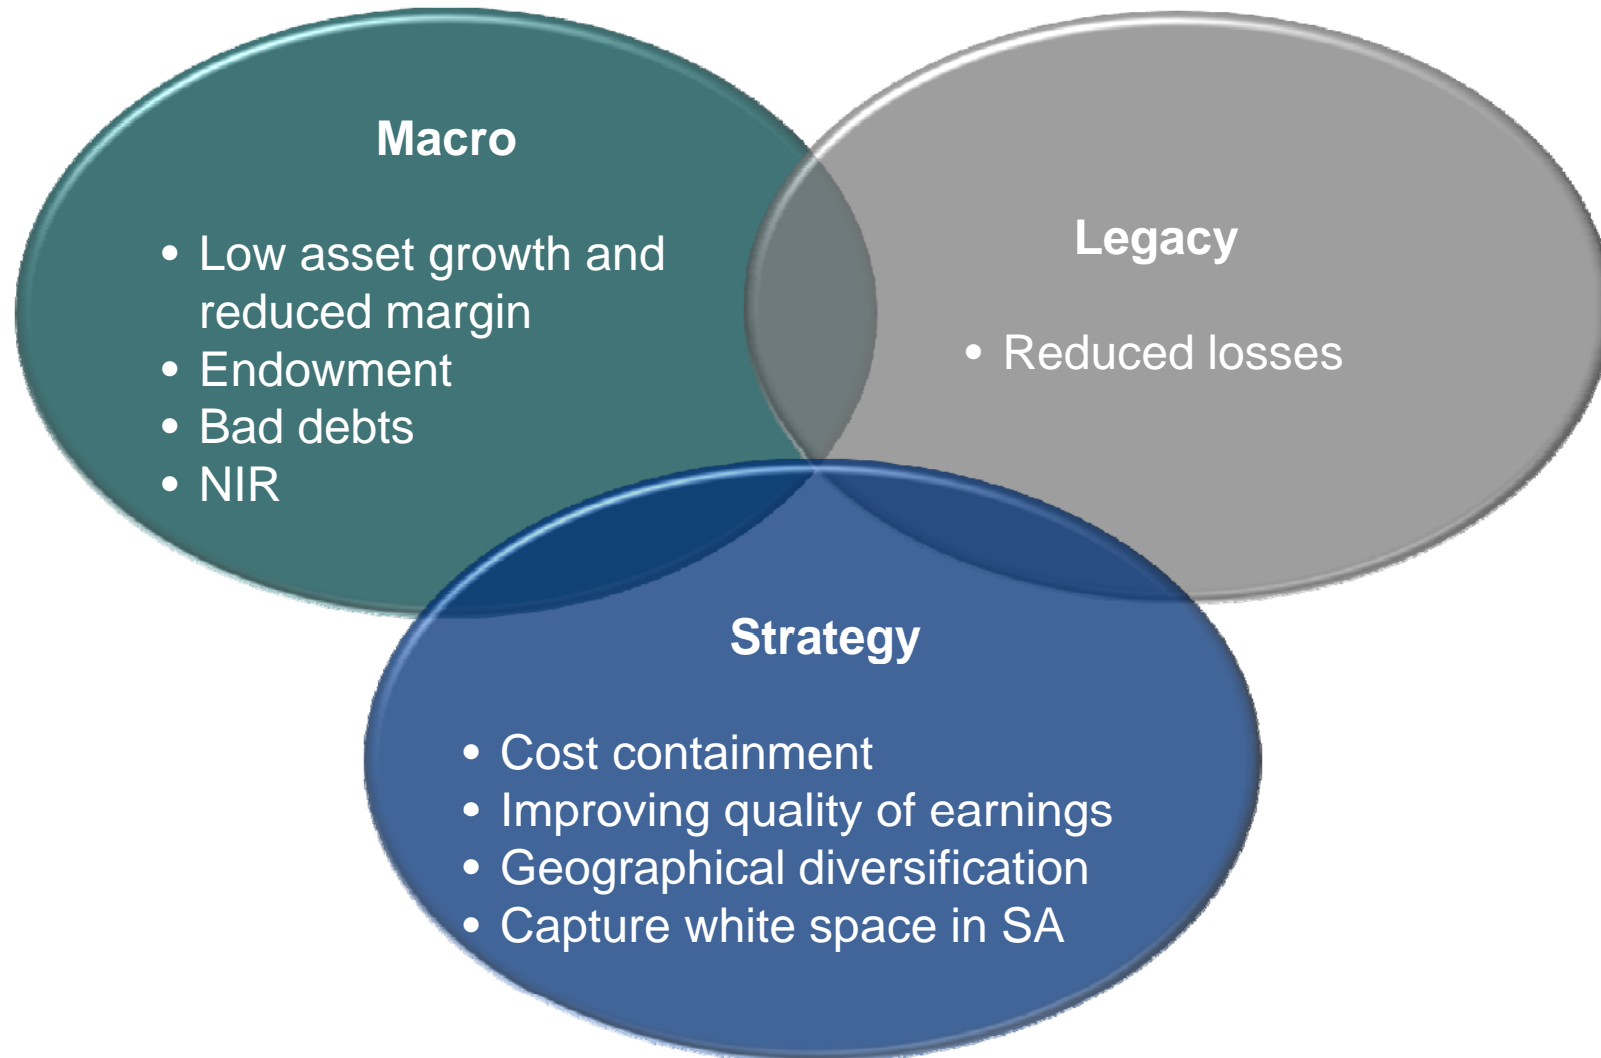 Macro
• Low asset growth and
reduced margin
• Endowment
• Bad debts
• NIR
Legacy
• Reduced losses
Strategy
• Cost containment
• Improving quality of earnings
• Geographical diversification
• Capture white space in SA